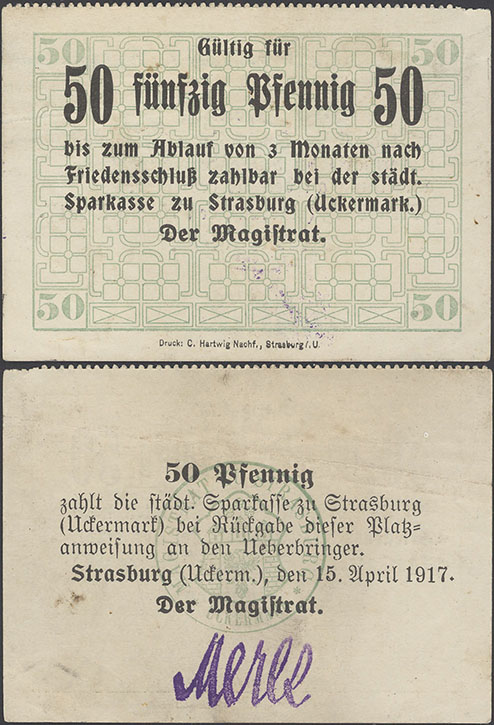 50 50
Gültig für
50 fünfzig Pfennig 50
bis zum Ablauf von 3 Monaten nach
Friedensschluß zahlbar bei der städt.
Sparkasse zu Strasburg (Uckermark.)
Der Magistrat.
50 50
Druck: C. Hartwig Nachf., Strasburg/.U.
50 Pfennig
zahlt die städt. Sparkasse zu Strasburg
(Uckermark) bei Rückgabe dieser Platz-
anweisung an den Ueberbringer.
Strasburg (Uckerm.), den 15. April 1917.
Der Magistrat.
Merle